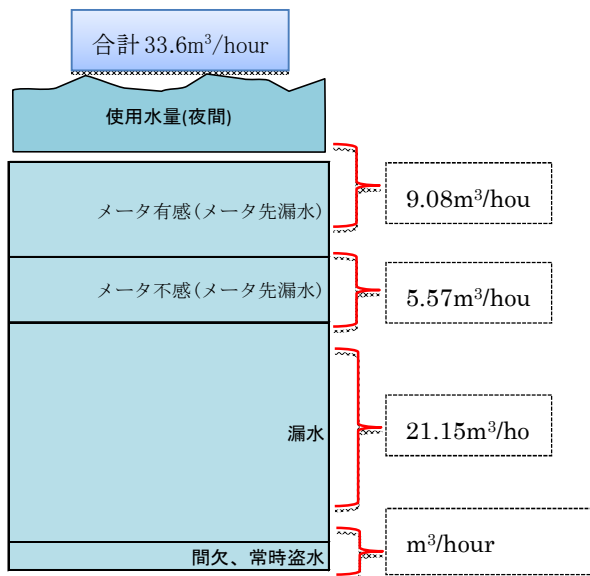 合計33.6m³/hour
使用水量(夜間)
9.08m³/hou
メータ有感(メータ先漏水)
メータ不感(メータ先漏水)
5.57m³/hou
漏水
21.15m³/ho
m³/hour
間欠、常時盗水